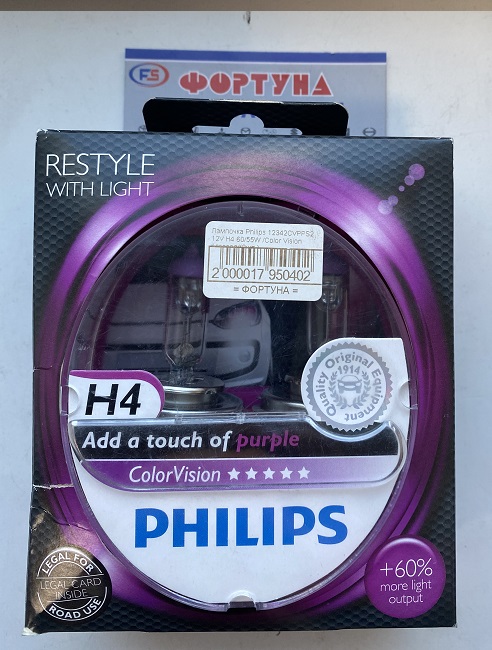 FS ФОРТУНА
RESTYLE
WITH LIGHT
Лампочка Philips 12342CVPPS2
12V H4 60/55W /Color Vision
2 000017 950402
= ФОРТУНА =
Quality Original Equipment
1914
H4
Add a touch of purple
ColorVision ★★★★★
PHILIPS
LEGAL FOR
LEGAL CARD
INSIDE
ROAD USE
+60%
more light
output